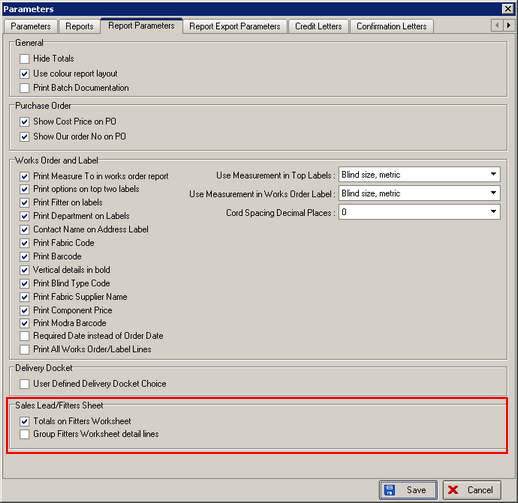 Parameters
Parameters Reports Report Parameters Report Export Parameters Credit Letters Confirmation Letters
General
Hide Totals
Use colour report layout
Print Batch Documentation
Purchase Order
Show Cost Price on PO
Show Our order No on PO
Works Order and Label
Print Measure To in works order report
Print options on top two labels
Print Fitter on labels
Print Department on Labels
Contact Name on Address Label
Print Fabric Code
Print Barcode
Vertical details in bold
Print Blind Type Code
Print Fabric Supplier Name
Print Component Price
Print Modra Barcode
Required Date instead of Order Date
Print All Works Order/Label Lines
Use Measurement in Top Labels : Blind size, metric
Use Measurement in Works Order Label : Blind size, metric
Cord Spacing Decimal Places : 0
Delivery Docket
User Defined Delivery Docket Choice
Sales Lead/Fitters Sheet
Totals on Fitters Worksheet
Group Fitters Worksheet detail lines
Save Cancel